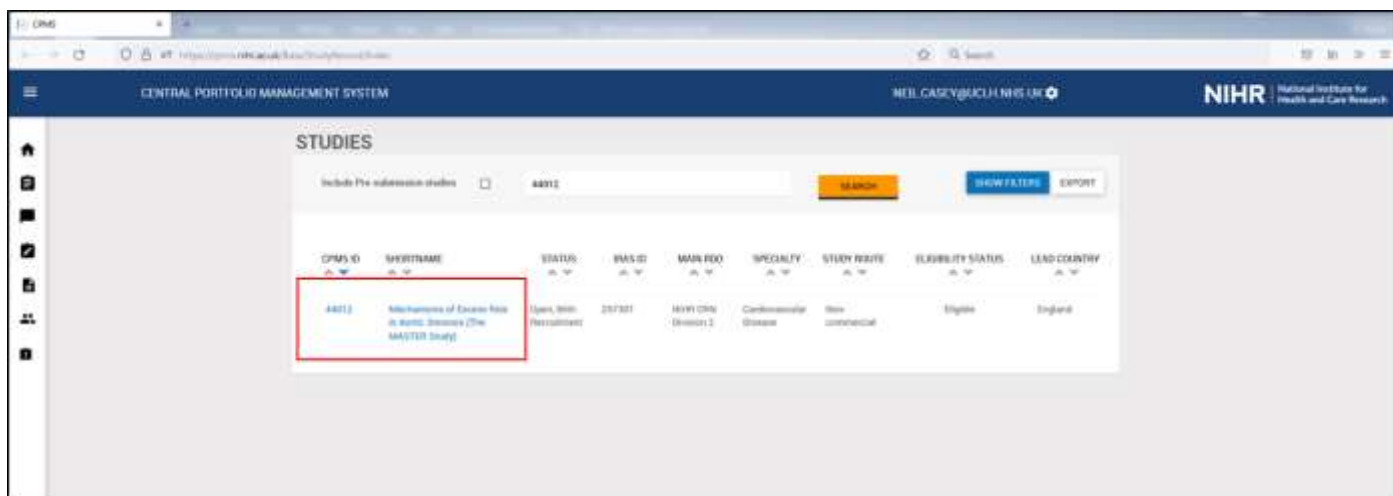 CPMS
Search
CENTRAL PORTFOLIO MANAGEMENT SYSTEM
NEIL.CASEY@UCLH.NHS.UK
NIHR | National Institute for
Health and Care Research
STUDIES
Include Pre-submission studies
44012
SEARCH
SHOW FILTERS
EXPORT
CPMS ID
SHORTNAME
STATUS
IRAS ID
MAIN RDO
SPECIALTY
STUDY ROUTE
ELIGIBILITY STATUS
LEAD COUNTRY
44012
Mechanisms of Excess Risk
in Aortic Stenosis (The
MASTER Study)
Open, With
Recruitment
NIHR CRN
Division 2
Cardiovascular
Disease
Non
commercial
Eligible
England